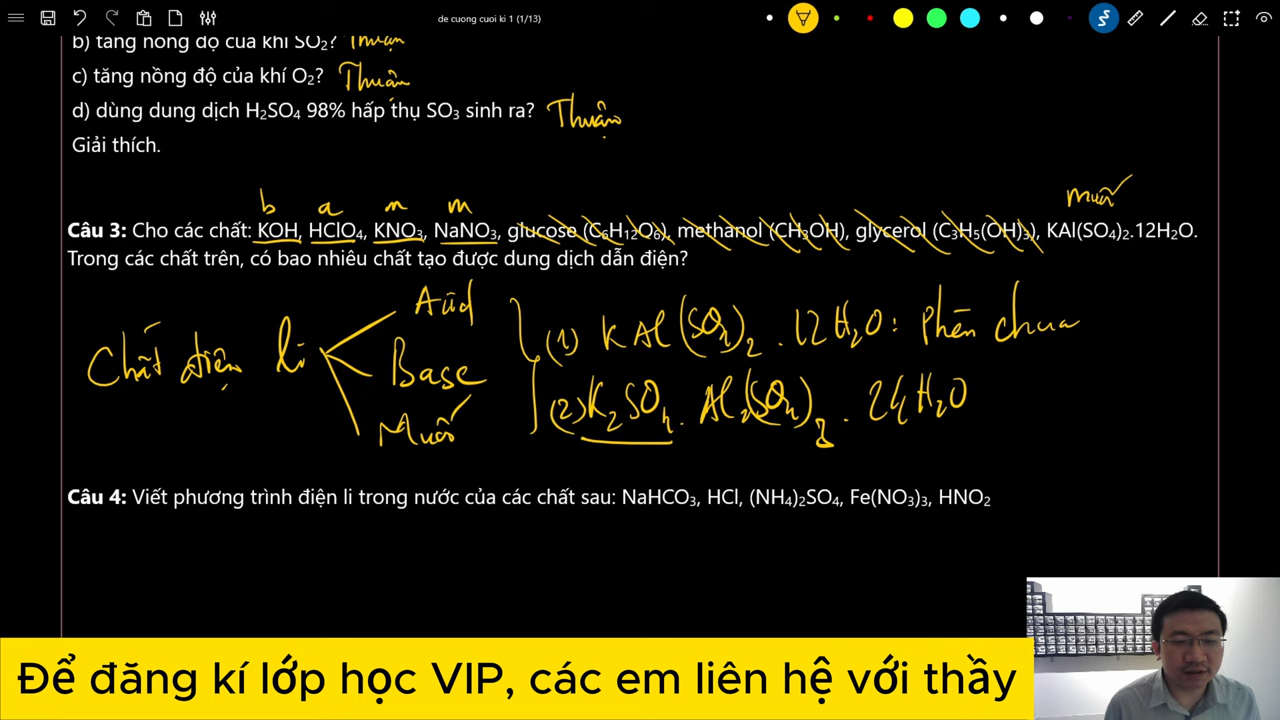 de cuong cuoi ki 1 (1/13)
b) tăng nồng độ của khí SO₂? Thuận
c) tăng nồng độ của khí O₂? Thuận
d) dùng dung dịch H₂SO₄ 98% hấp thụ SO₃ sinh ra? Thuận
Giải thích.
b a m m muối
Câu 3: Cho các chất: KOH, HClO₄, KNO₃, NaNO₃, glucose (C₆H₁₂O₆), methanol (CH₃OH), glycerol (C₃H₅(OH)₃), KAl(SO₄)₂.12H₂O.
Trong các chất trên, có bao nhiêu chất tạo được dung dịch dẫn điện?
Chất điện li
Acid
Base
Muối
(1) KAl(SO₄)₂.12H₂O: Phèn chua
(2) K₂SO₄.Al₂(SO₄)₃.24H₂O
Câu 4: Viết phương trình điện li trong nước của các chất sau: NaHCO₃, HCl, (NH₄)₂SO₄, Fe(NO₃)₃, HNO₂
Để đăng kí lớp học VIP, các em liên hệ với thầy